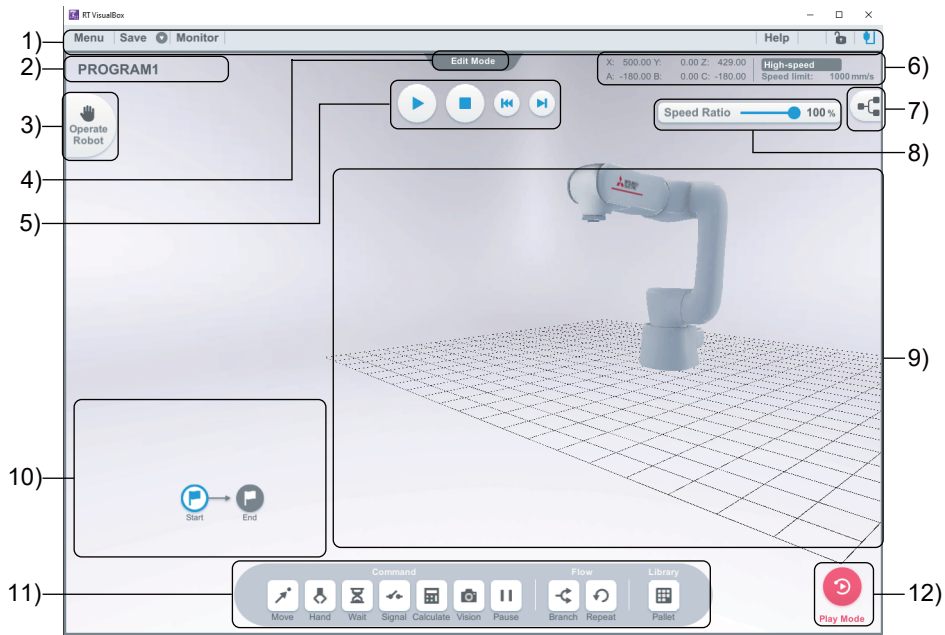 RT VisualBox
1) Menu Save Monitor Help
2) PROGRAM1
4) Edit Mode
X: 500.00 Y: 0.00 Z: 429.00 High-speed 6)
A: -180.00 B: 0.00 C: -180.00 Speed limit: 1000 mm/s
3) Operate
Robot
5)
Speed Ratio 100 %
7)
8)
9)
10)
Start End
11)
Command Flow Library
Move Hand Wait Signal Calculate Vision Pause Branch Repeat Pallet
12)
Play Mode